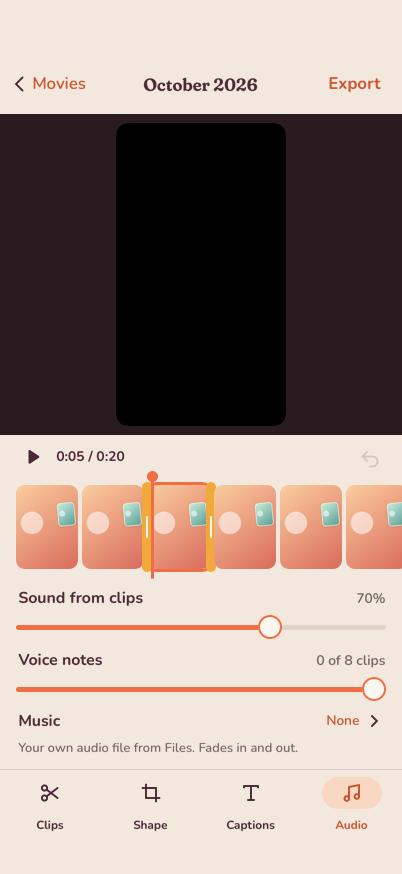 Movies
October 2026
Export
0:05 / 0:20
Sound from clips
70%
Voice notes
0 of 8 clips
Music
None
Your own audio file from Files. Fades in and out.
Clips
Shape
Captions
Audio